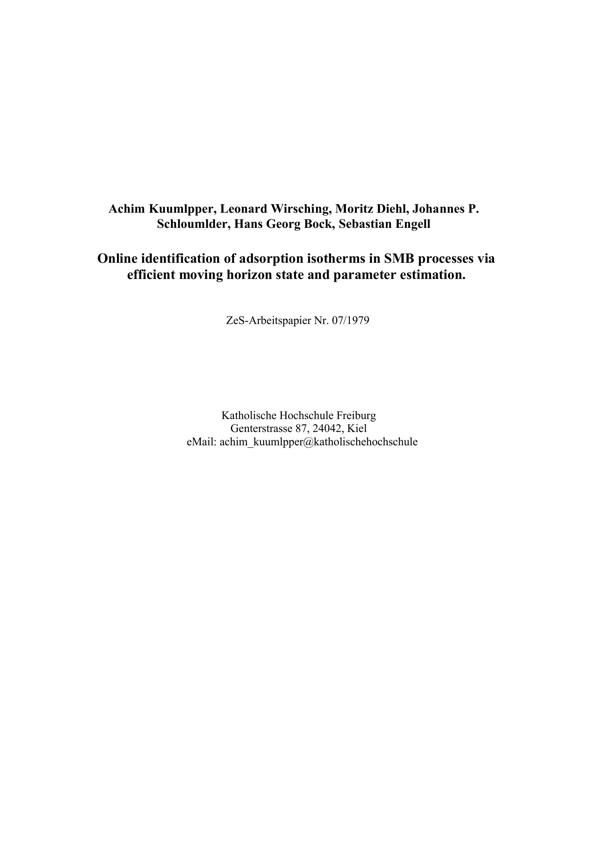 Achim Kuumlpper, Leonard Wirsching, Moritz Diehl, Johannes P.
Schloumlder, Hans Georg Bock, Sebastian Engell
Online identification of adsorption isotherms in SMB processes via
efficient moving horizon state and parameter estimation.
ZeS-Arbeitspapier Nr. 07/1979
Katholische Hochschule Freiburg
Genterstrasse 87, 24042, Kiel
eMail: achim_kuumlpper@katholischehochschule